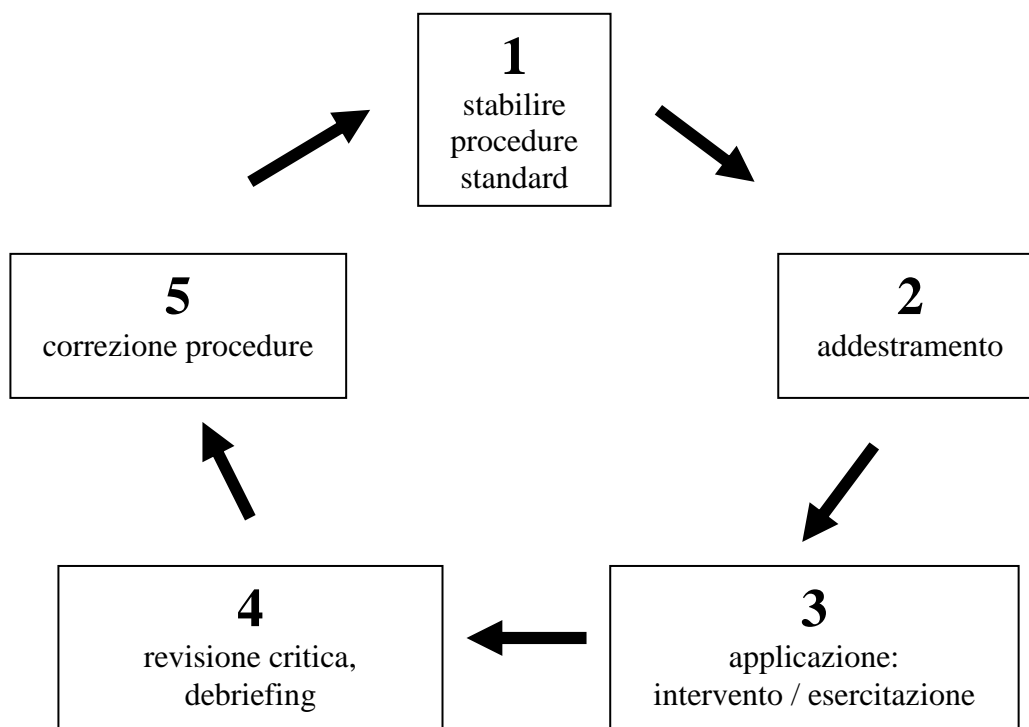 1
stabilire
procedure
standard
2
addestramento
3
applicazione:
intervento / esercitazione
4
revisione critica,
debriefing
5
correzione procedure